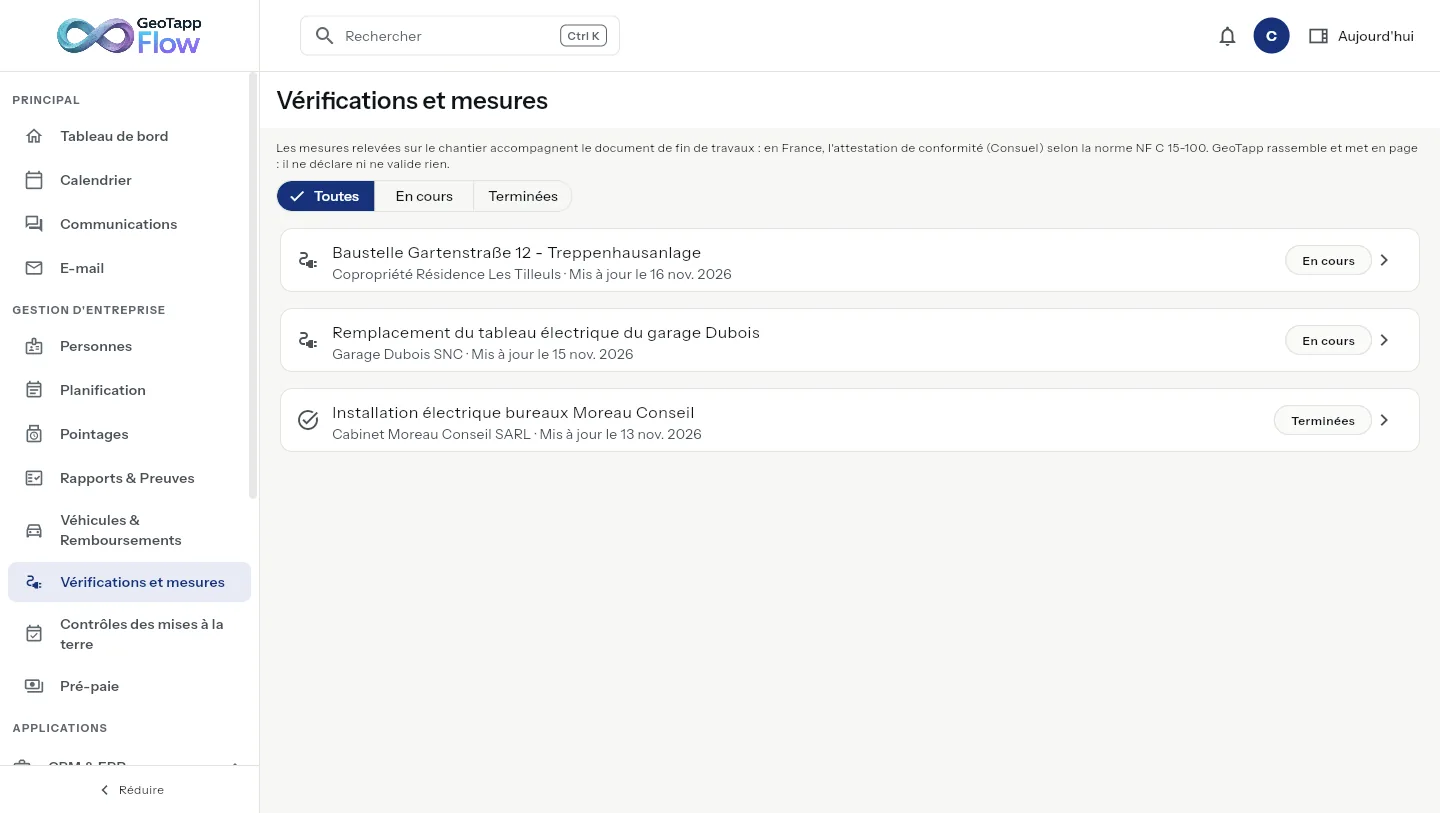 GeoTapp
Flow
Rechercher
Ctrl K
C
Aujourd'hui
PRINCIPAL
Tableau de bord
Calendrier
Communications
E-mail
GESTION D'ENTREPRISE
Personnes
Planification
Pointages
Rapports & Preuves
Véhicules &
Remboursements
Vérifications et mesures
Contrôles des mises à la
terre
Pré-paie
APPLICATIONS
CRM & ERP
Réduire
Vérifications et mesures
Les mesures relevées sur le chantier accompagnent le document de fin de travaux : en France, l'attestation de conformité (Consuel) selon la norme NF C 15-100. GeoTapp rassemble et met en page
: il ne déclare ni ne valide rien.
Toutes
En cours
Terminées
Baustelle Gartenstraße 12 - Treppenhausanlage
Copropriété Résidence Les Tilleuls · Mis à jour le 16 nov. 2026
En cours
Remplacement du tableau électrique du garage Dubois
Garage Dubois SNC · Mis à jour le 15 nov. 2026
En cours
Installation électrique bureaux Moreau Conseil
Cabinet Moreau Conseil SARL · Mis à jour le 13 nov. 2026
Terminées